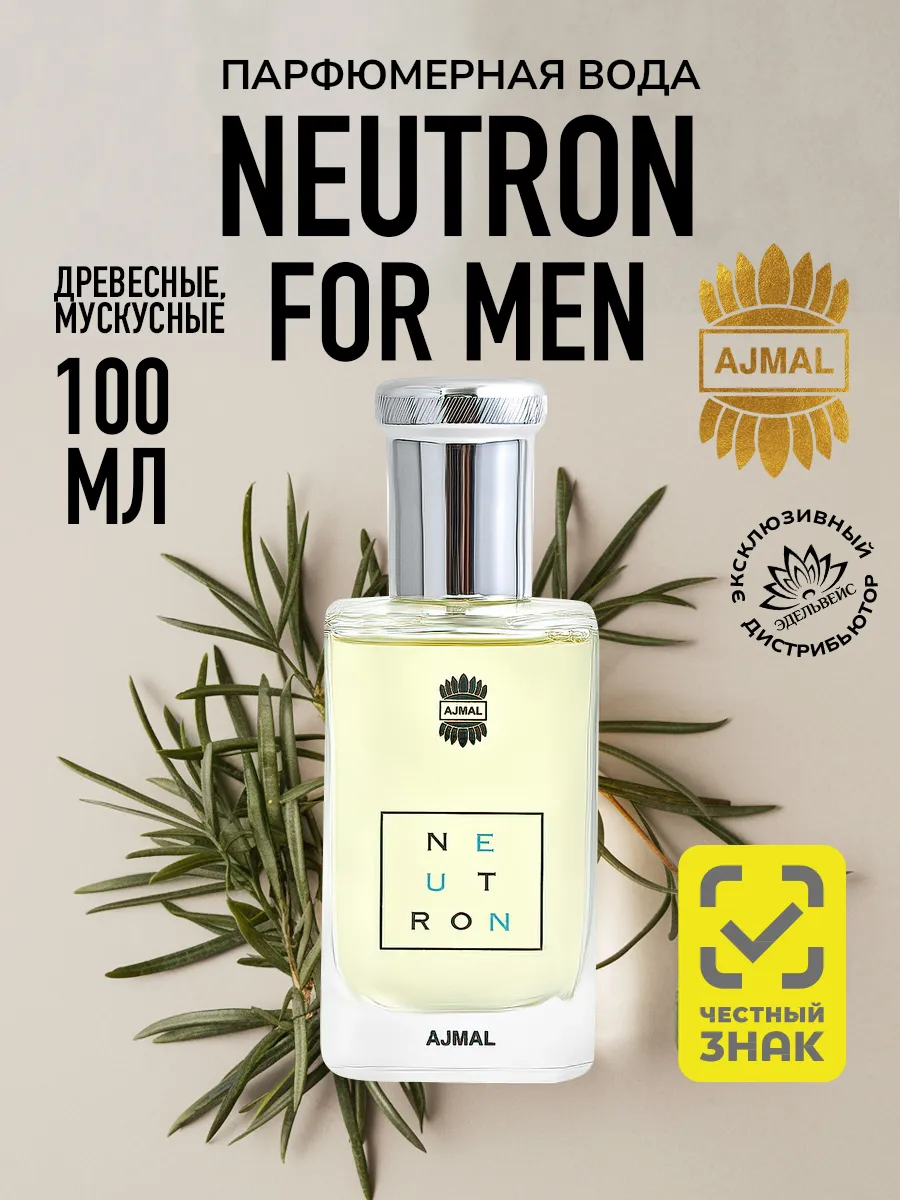 ПАРФЮМЕРНАЯ ВОДА
NEUTRON
FOR MEN
ДРЕВЕСНЫЕ,
МУСКУСНЫЕ
100
МЛ
AJMAL
ЭКСКЛЮЗИВНЫЙ
ЭДЕЛЬВЕЙС
ДИСТРИБЬЮТОР
AJMAL
N E
U T
R O N
AJMAL
ЧЕСТНЫЙ
ЗНАК